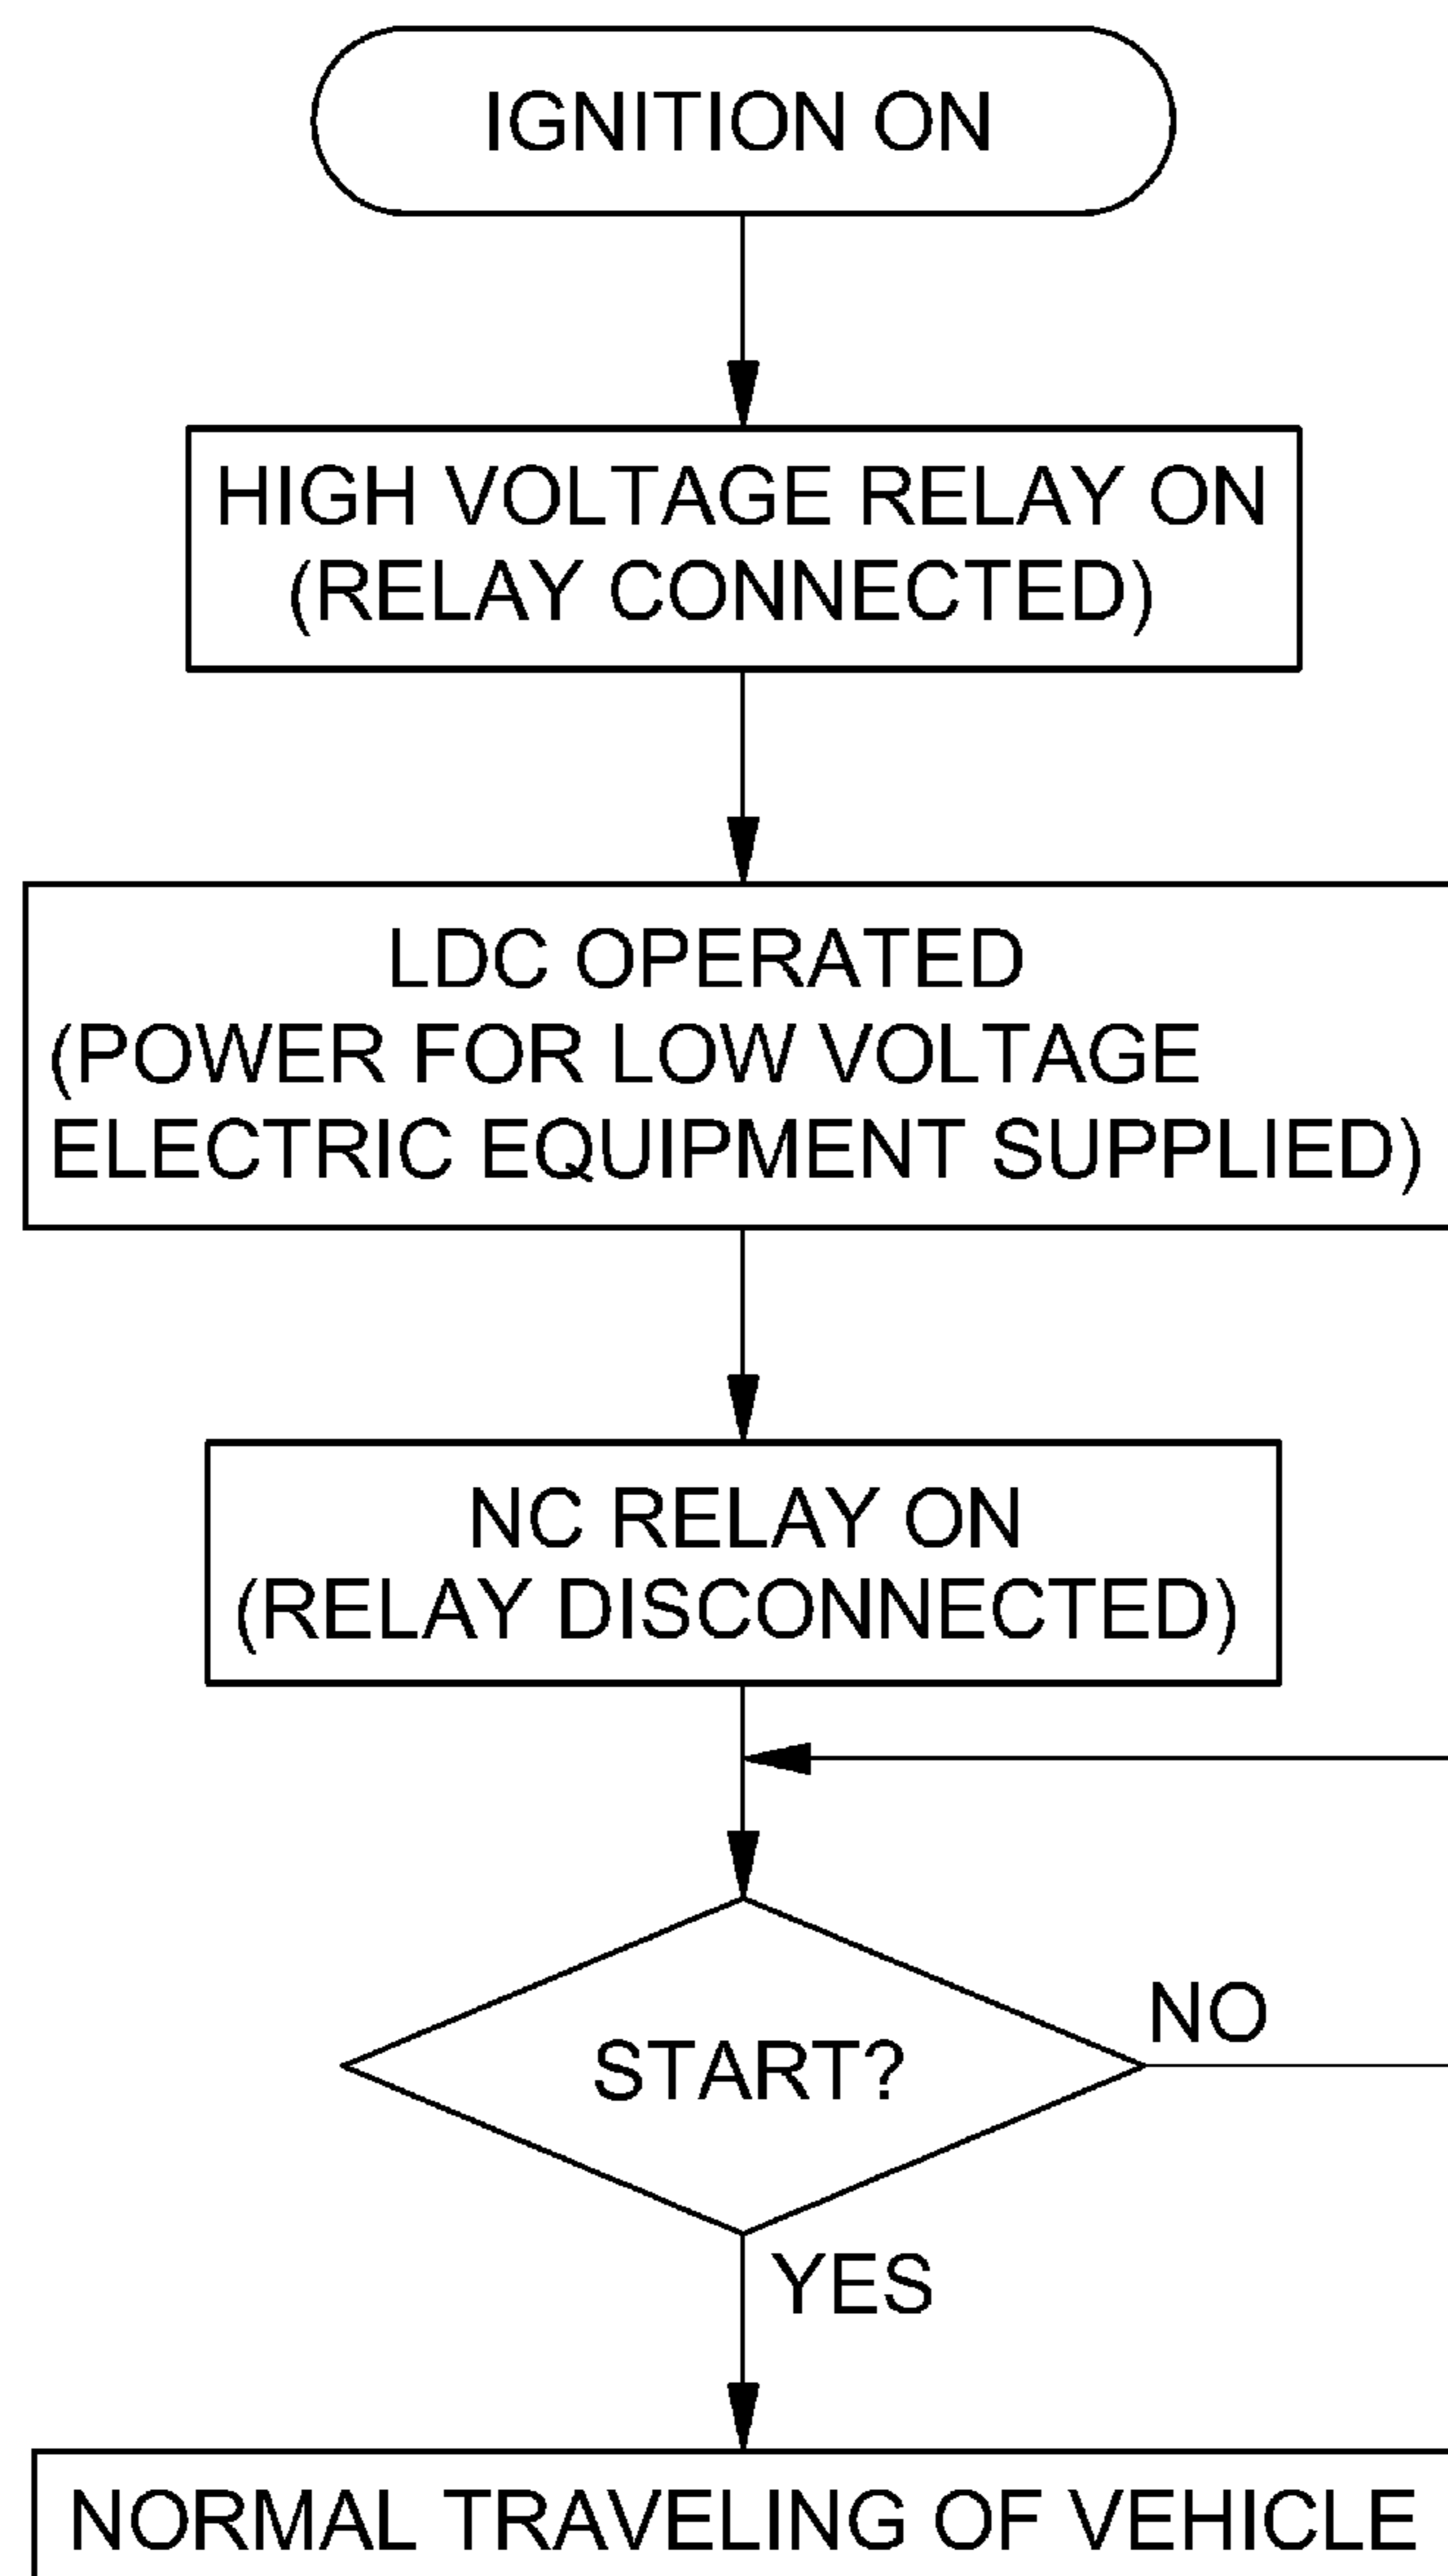 IGNITION ON
HIGH VOLTAGE RELAY ON
(RELAY CONNECTED)
LDC OPERATED
(POWER FOR LOW VOLTAGE
ELECTRIC EQUIPMENT SUPPLIED)
NC RELAY ON
(RELAY DISCONNECTED)
NO
START?
YES
NORMAL TRAVELING OF VEHICLE